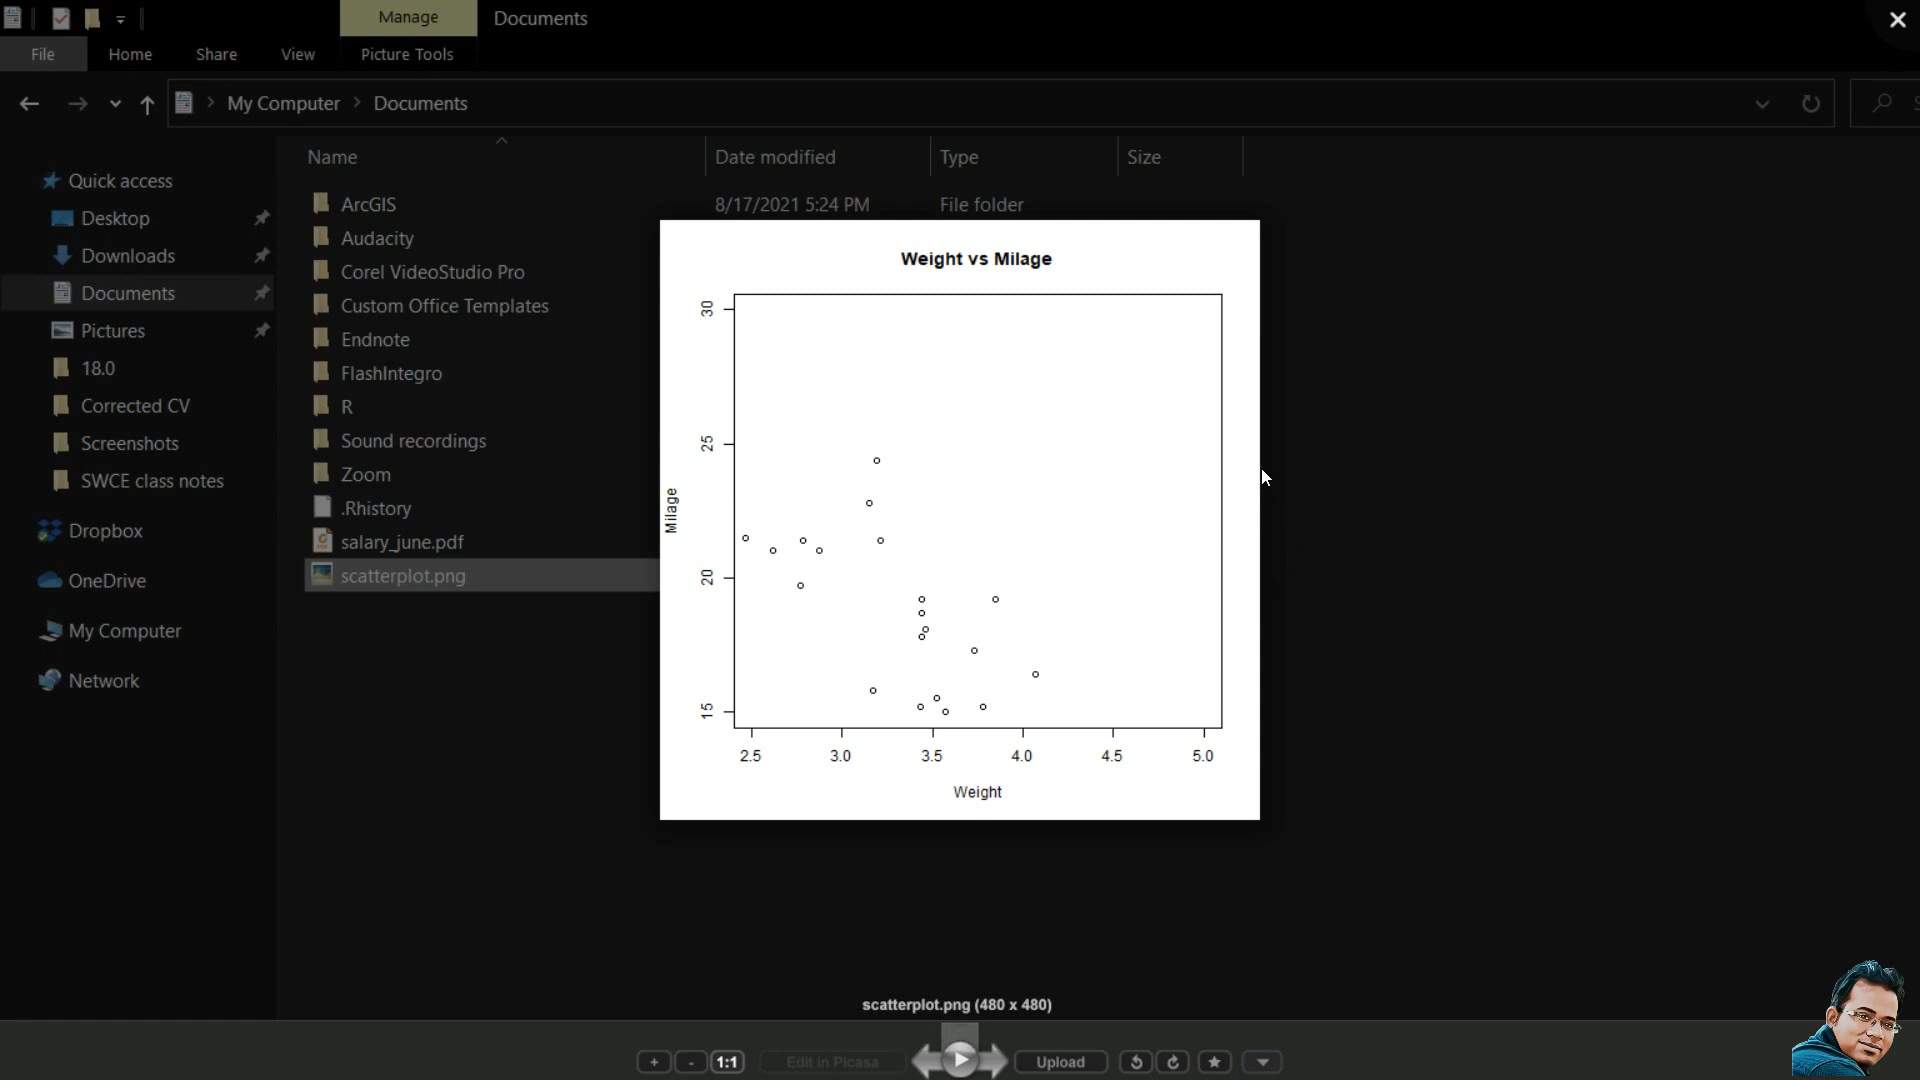 Manage
Documents
File
Home
Share
View
Picture Tools
My Computer
Documents
Name
Date modified
Type
Size
Quick access
Desktop
Downloads
Documents
Pictures
18.0
Corrected CV
Screenshots
SWCE class notes
Dropbox
OneDrive
My Computer
Network
ArcGIS
8/17/2021 5:24 PM
File folder
Audacity
Corel VideoStudio Pro
Custom Office Templates
Endnote
FlashIntegro
R
Sound recordings
Zoom
.Rhistory
salary_june.pdf
scatterplot.png
Weight vs Milage
30
25
20
15
Milage
2.5 3.0 3.5 4.0 4.5 5.0
Weight
scatterplot.png (480 x 480)
+
-
1:1
Edit in Picasa
Upload